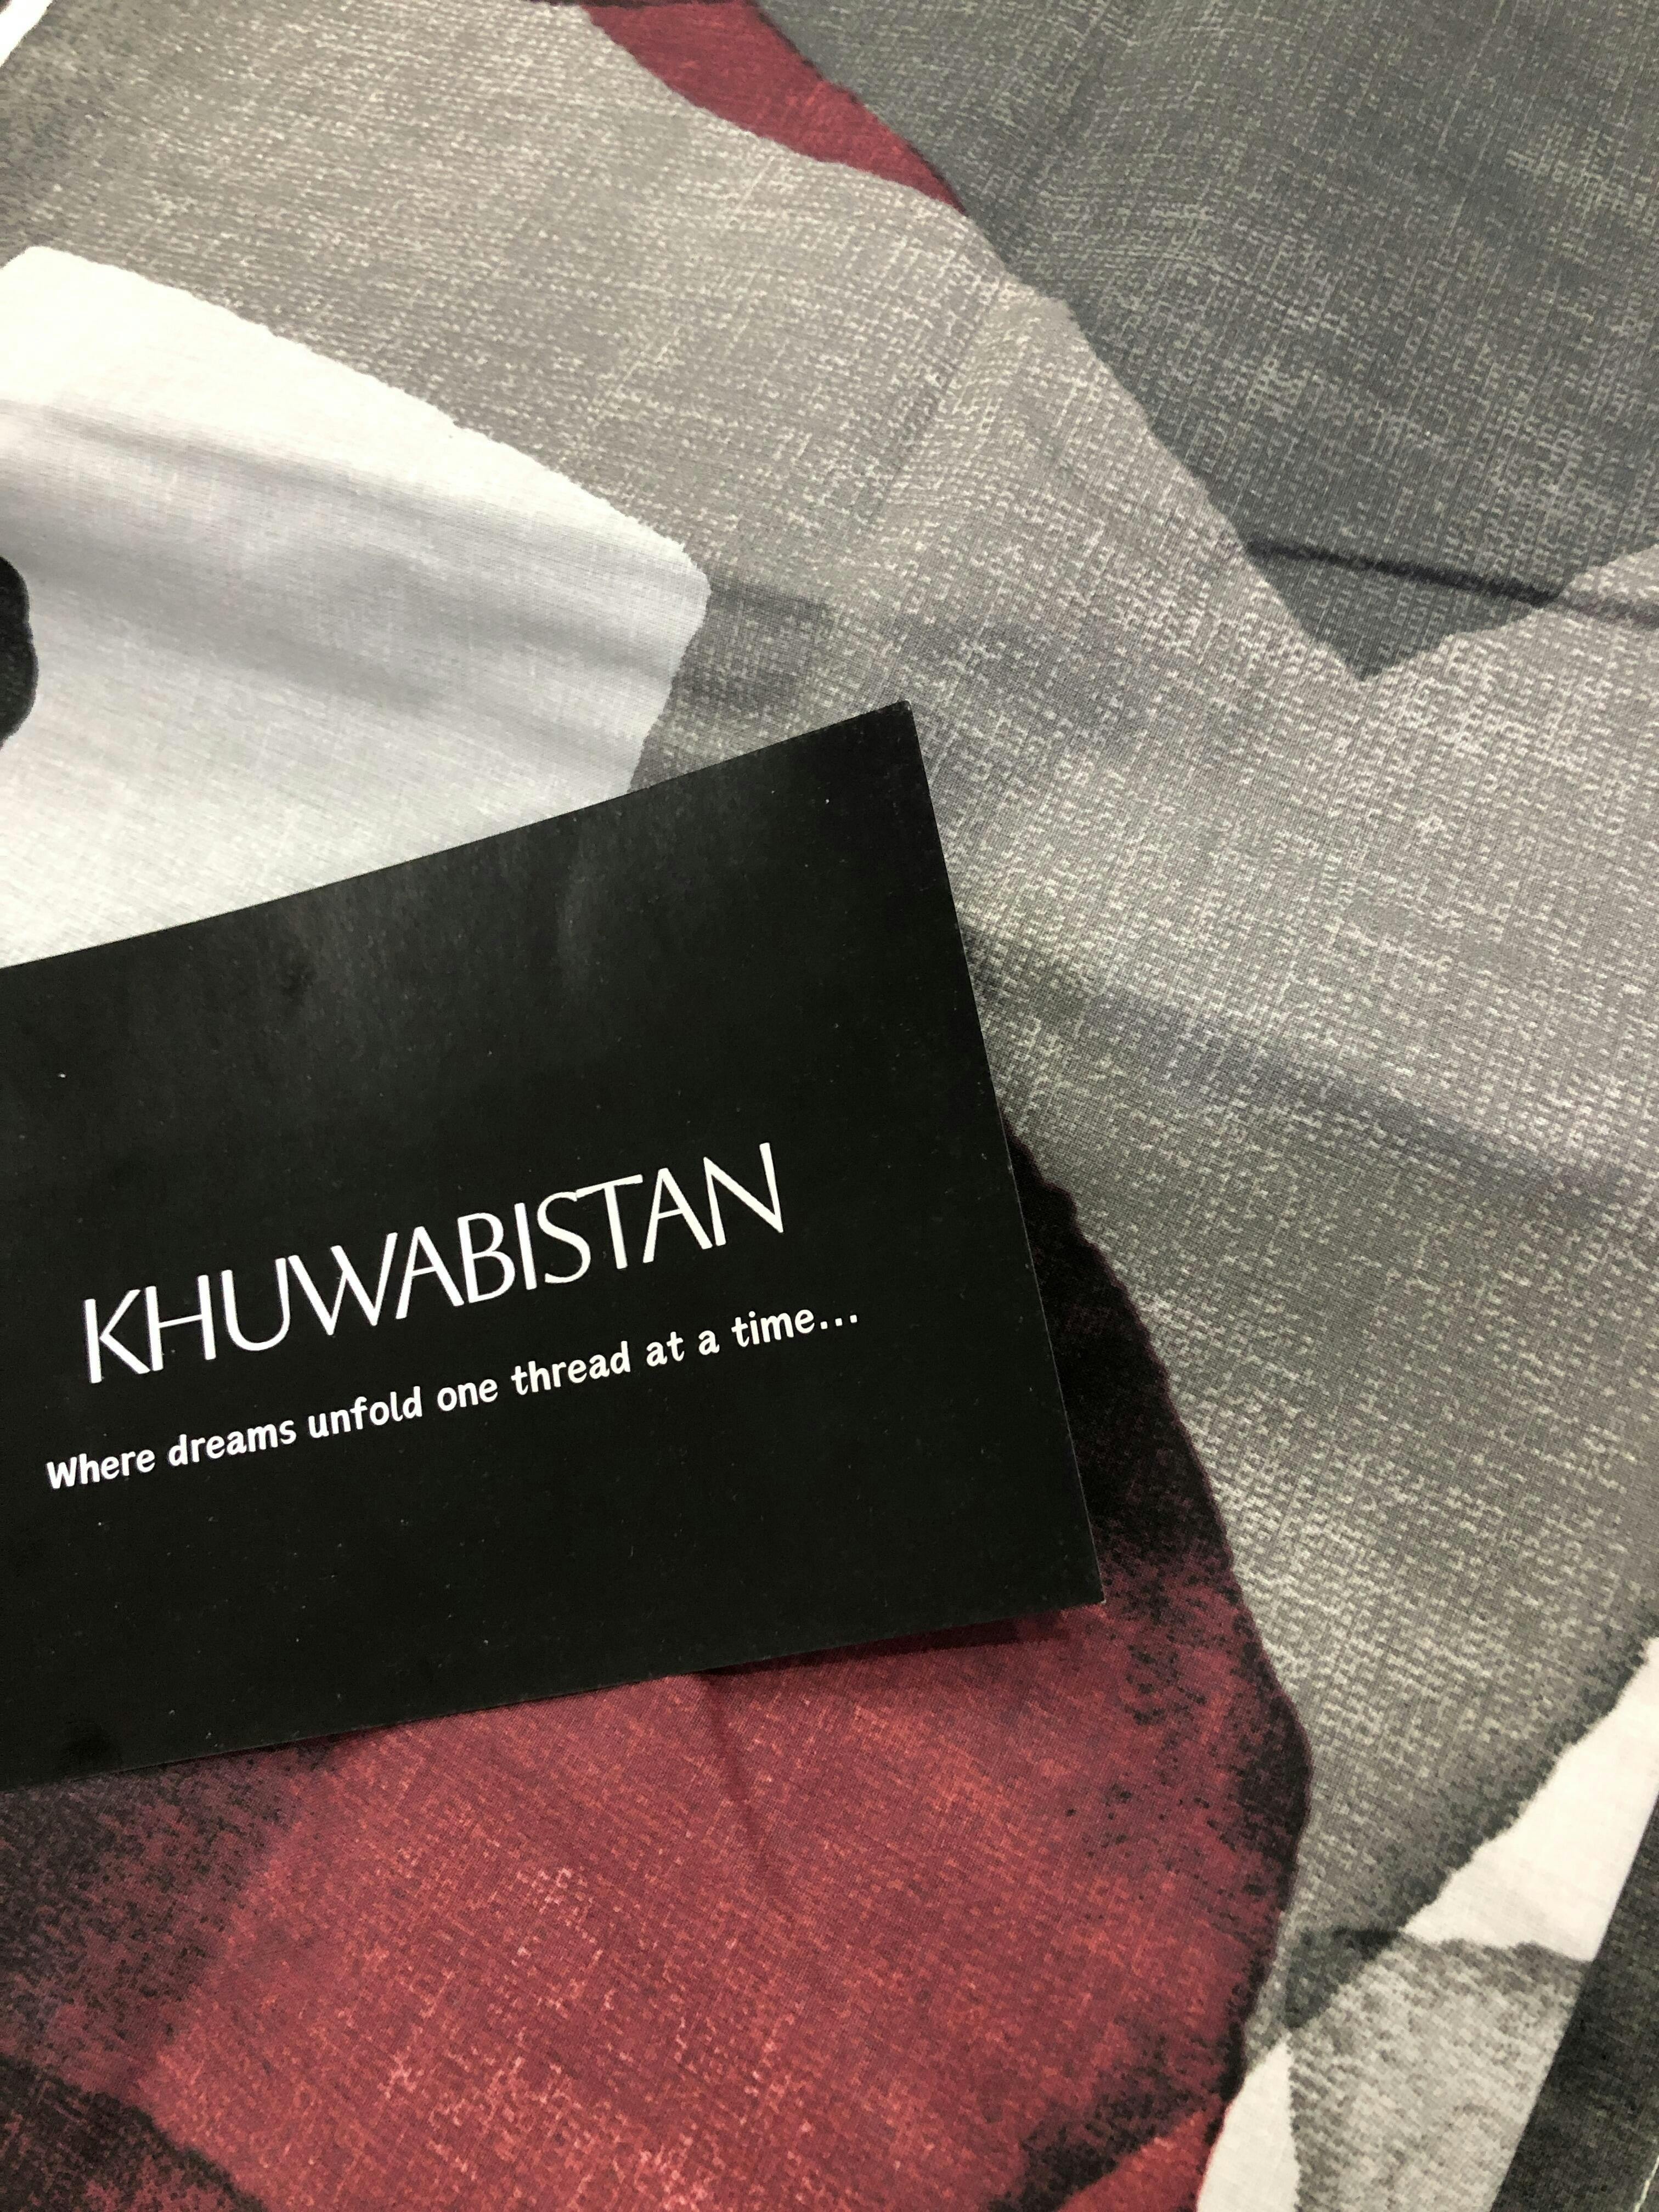 KHUWABISTAN
Where dreams unfold one thread at a time...